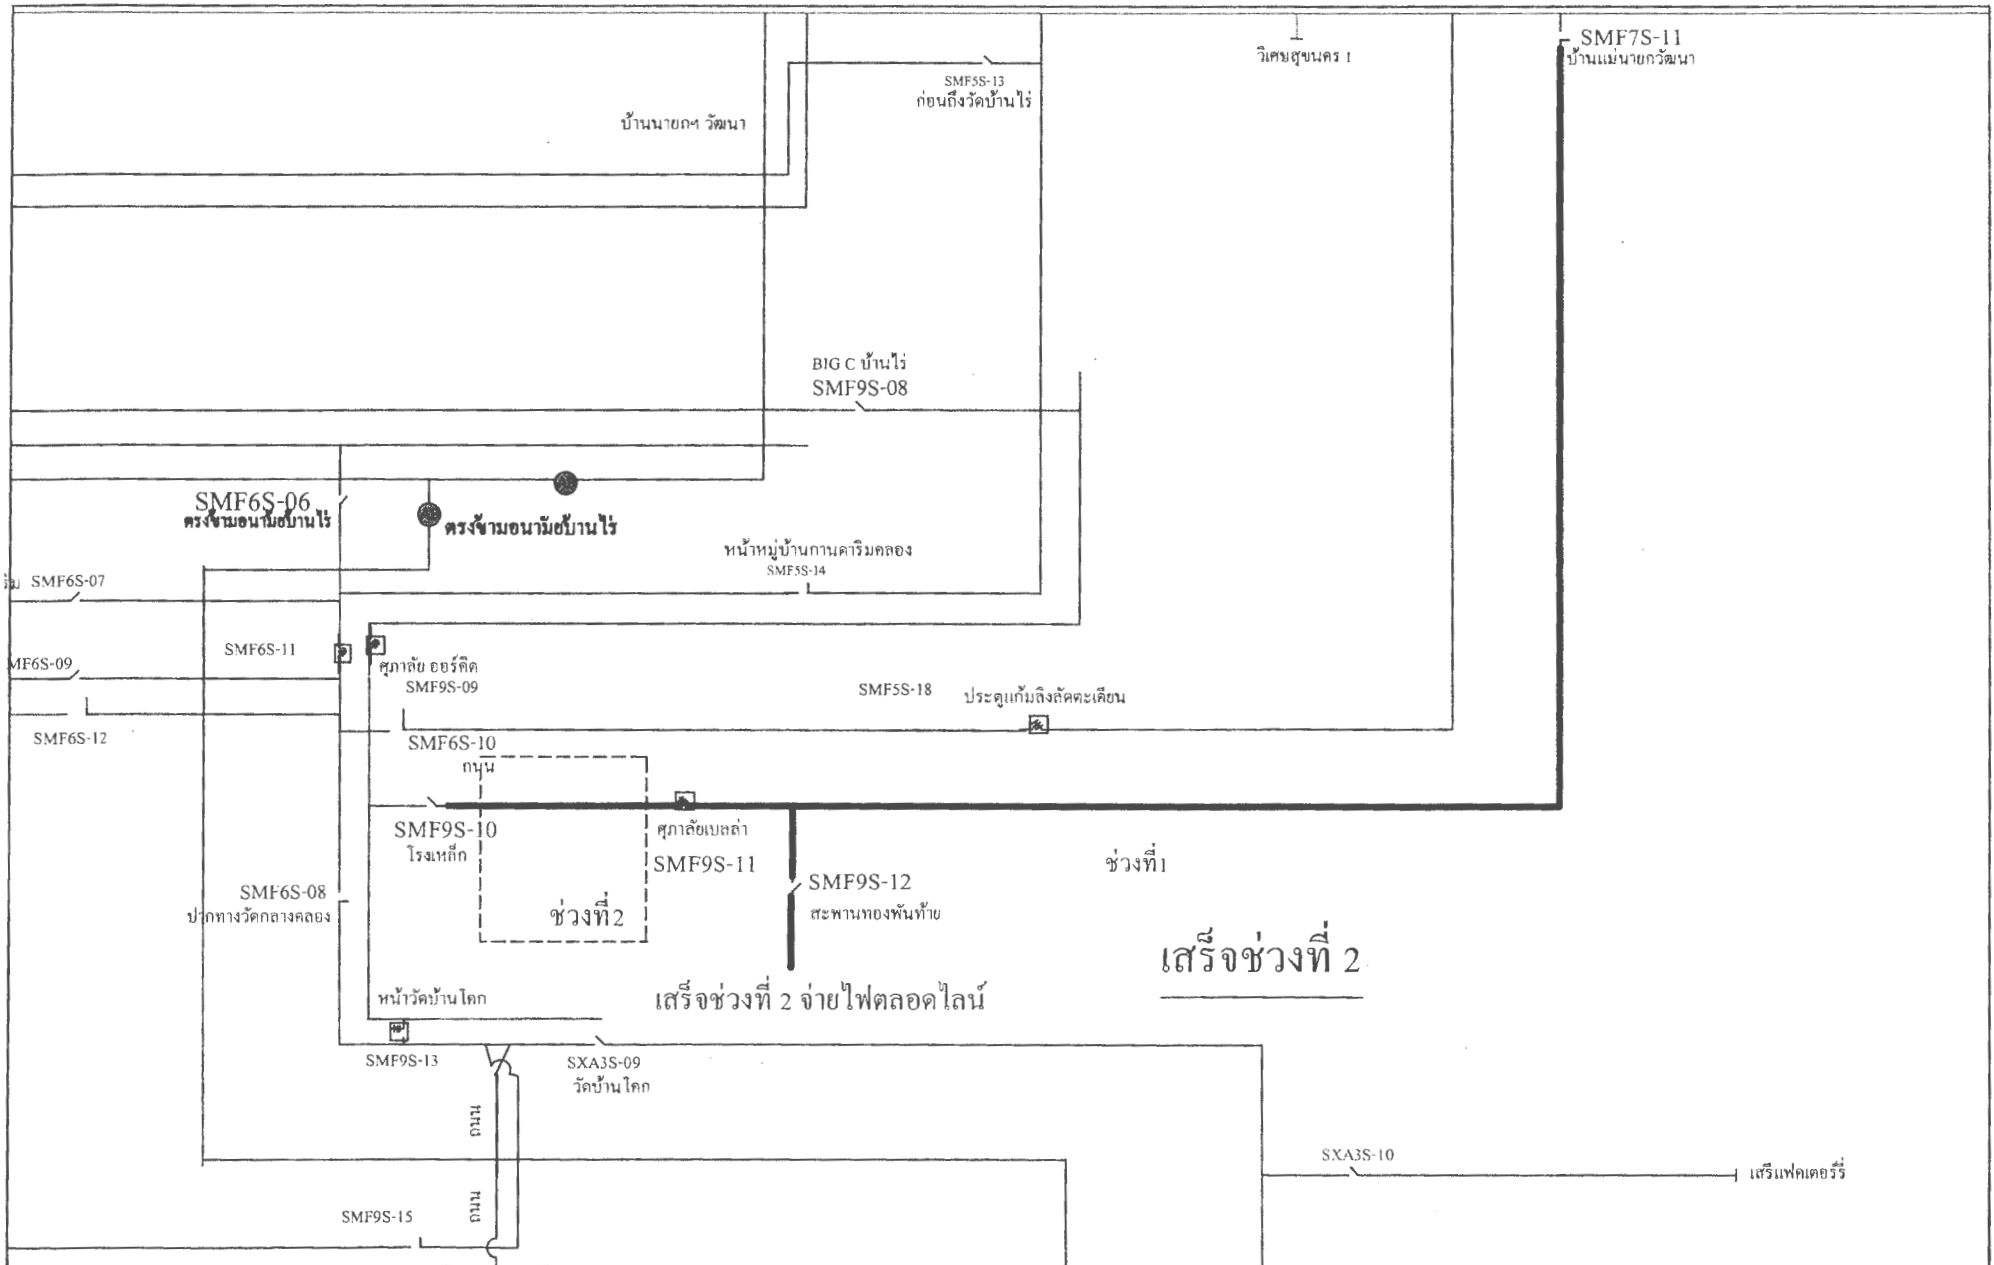 SMF7S-11
บ้านแม่นายกวัฒนา
วิเศษสุขนคร 1
SMF5S-13
ก่อนถึงวัดบ้านไร่
บ้านนายกฯ วัฒนา
BIG C บ้านไร่
SMF9S-08
SMF6S-06
ตรงข้ามอนามัยบ้านไร่
ตรงข้ามอนามัยบ้านไร่
หน้าหมู่บ้านกานดาริมคลอง
SMF5S-14
ริม SMF6S-07
SMF6S-11
MF6S-09
ศุภาลัย ออร์คิด
SMF9S-09
SMF5S-18
ประตูแก้มลิงลัดตะเคียน
SMF6S-12
SMF6S-10
ถนน
SMF9S-10
โรงเหล็ก
ศุภาลัยเบลล่า
SMF9S-11
ช่วงที่1
SMF6S-08
ปากทางวัดกลางคลอง
ช่วงที่2
SMF9S-12
สะพานทองพันท้าย
เสร็จช่วงที่ 2
หน้าวัดบ้านโคก
เสร็จช่วงที่ 2 จ่ายไฟตลอดไลน์
SMF9S-13
SXA3S-09
วัดบ้านโคก
ถนน
SXA3S-10
เสรีแฟคเตอร์รี่
SMF9S-15
ถนน